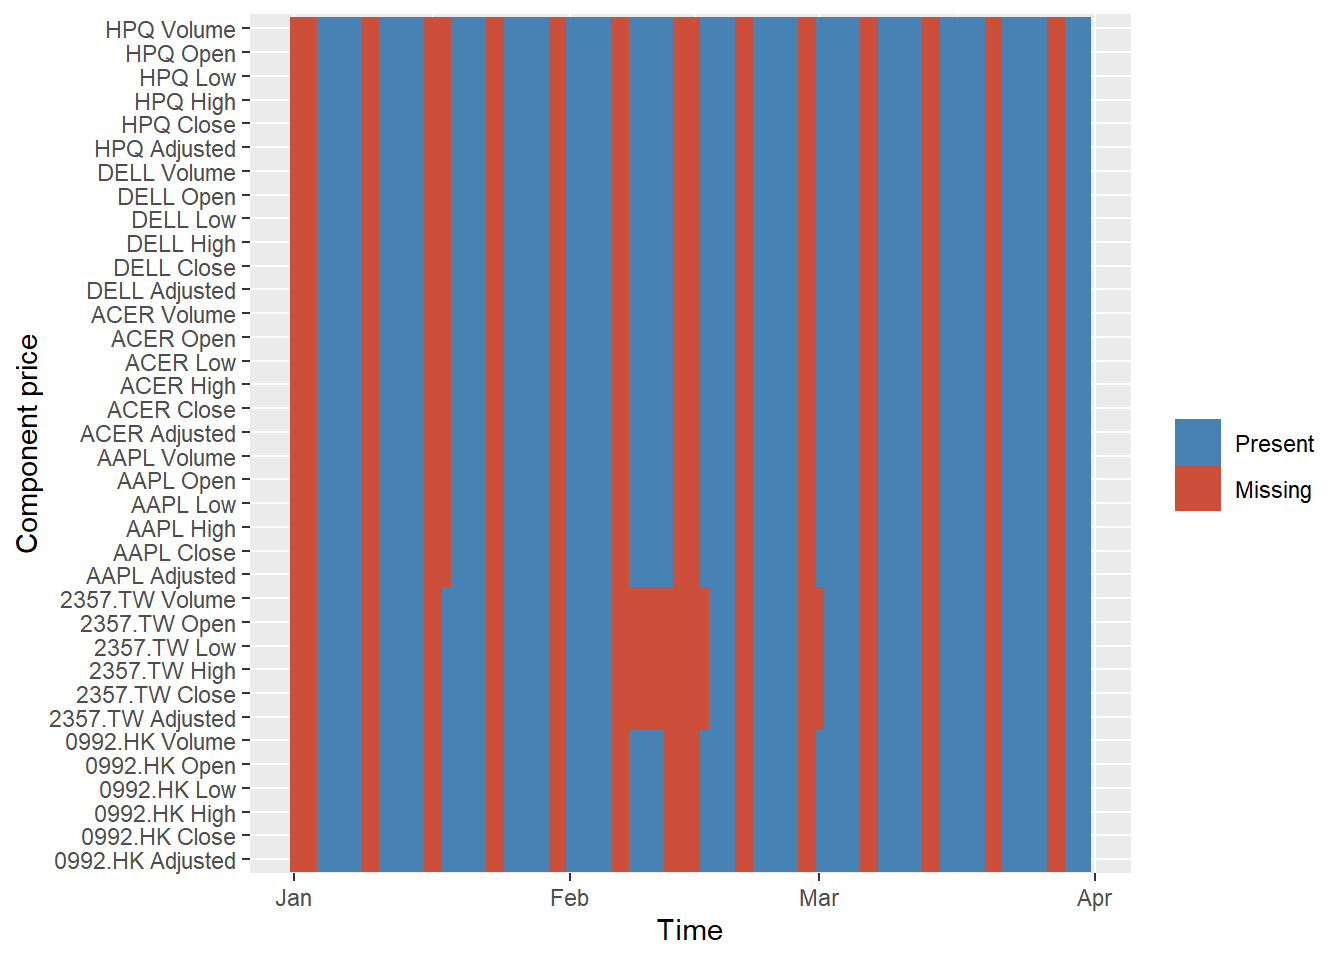 HPQ Volume
HPQ Open
HPQ Low
HPQ High
HPQ Close
HPQ Adjusted
DELL Volume
DELL Open
DELL Low
DELL High
DELL Close
DELL Adjusted
ACER Volume
ACER Open
ACER Low
ACER High
ACER Close
ACER Adjusted
AAPL Volume
AAPL Open
AAPL Low
AAPL High
AAPL Close
AAPL Adjusted
2357.TW Volume
2357.TW Open
2357.TW Low
2357.TW High
2357.TW Close
2357.TW Adjusted
0992.HK Volume
0992.HK Open
0992.HK Low
0992.HK High
0992.HK Close
0992.HK Adjusted
Component price
Jan Feb Mar Apr
Time
Present
Missing